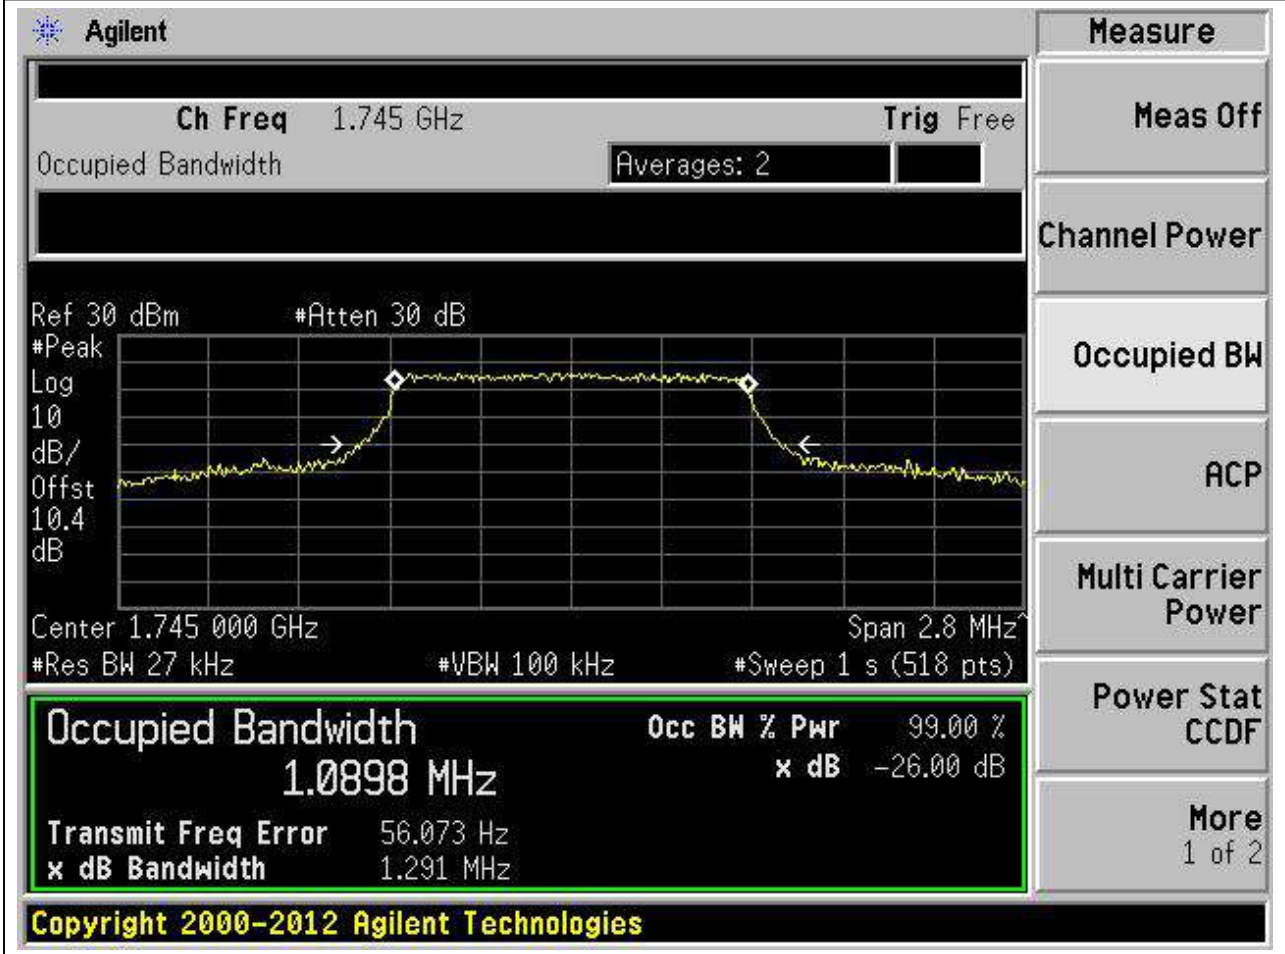 Agilent
Measure
Ch Freq 1.745 GHz Trig Free
Occupied Bandwidth Averages: 2
Ref 30 dBm #Atten 30 dB
#Peak
Log
10
dB/
Offst
10.4
dB
Center 1.745 000 GHz Span 2.8 MHz^
#Res BW 27 kHz #VBW 100 kHz #Sweep 1 s (518 pts)
Occupied Bandwidth Occ BW % Pwr 99.00 %
1.0898 MHz x dB -26.00 dB
Transmit Freq Error 56.073 Hz
x dB Bandwidth 1.291 MHz
Copyright 2000-2012 Agilent Technologies
Meas Off
Channel Power
Occupied BW
ACP
Multi Carrier
Power
Power Stat
CCDF
More
1 of 2